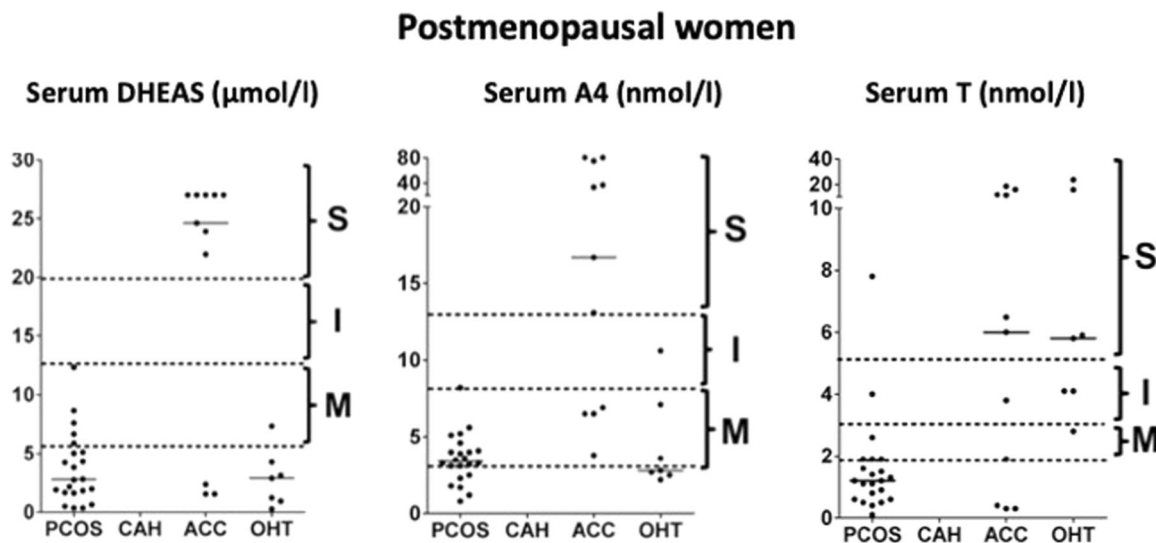 Postmenopausal women
Serum DHEAS (μmol/l)
30
25
20
15
10
5
0
S
I
M
PCOS CAH ACC OHT
Serum A4 (nmol/l)
80
40
20
15
10
5
0
S
I
M
PCOS CAH ACC OHT
Serum T (nmol/l)
40
20
10
8
6
4
2
0
S
I
M
PCOS CAH ACC OHT